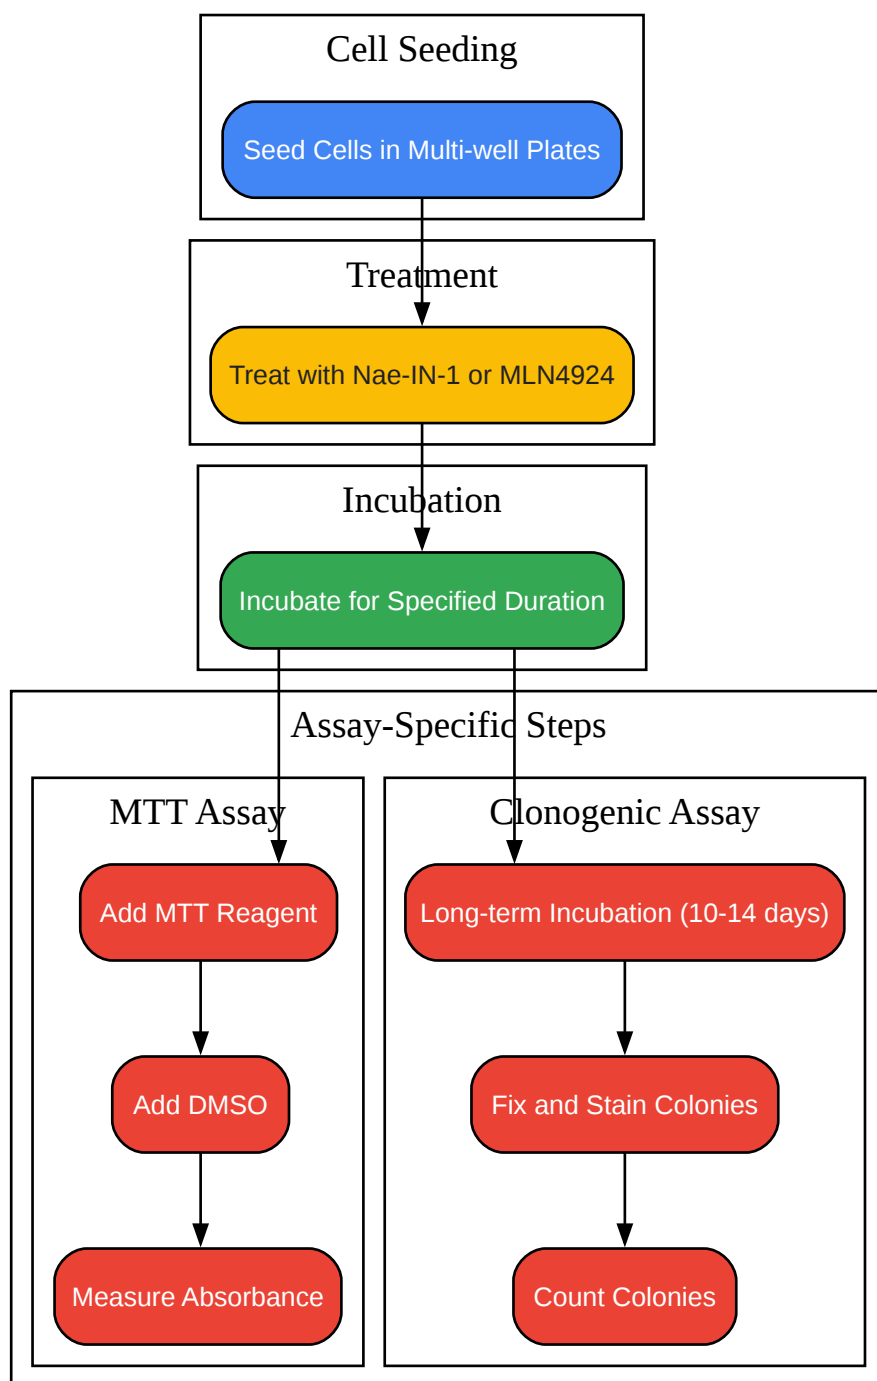 Cell Seeding
Seed Cells in Multi-well Plates
Treatment
Treat with Nae-IN-1 or MLN4924
Incubation
Incubate for Specified Duration
Assay-Specific Steps
MTT Assay
Add MTT Reagent
Add DMSO
Measure Absorbance
Clonogenic Assay
Long-term Incubation (10-14 days)
Fix and Stain Colonies
Count Colonies